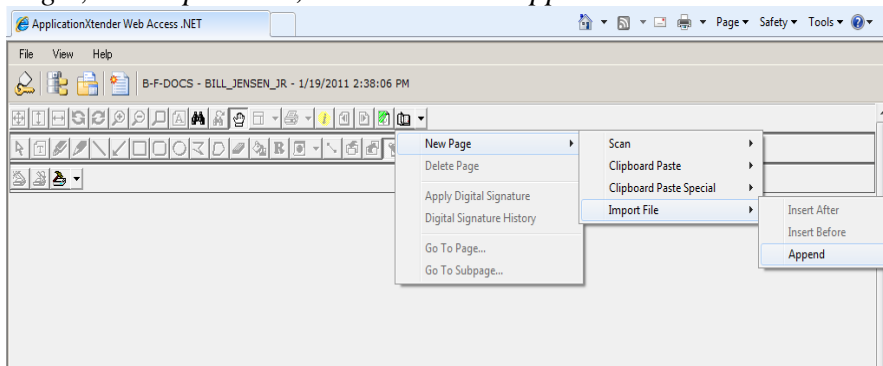 ApplicationXtender Web Access .NET
Page Safety Tools
File View Help
B-F-DOCS - BILL_JENSEN_JR - 1/19/2011 2:38:06 PM
New Page
Delete Page
Apply Digital Signature
Digital Signature History
Go To Page...
Go To Subpage...
Scan
Clipboard Paste
Clipboard Paste Special
Import File
Insert After
Insert Before
Append